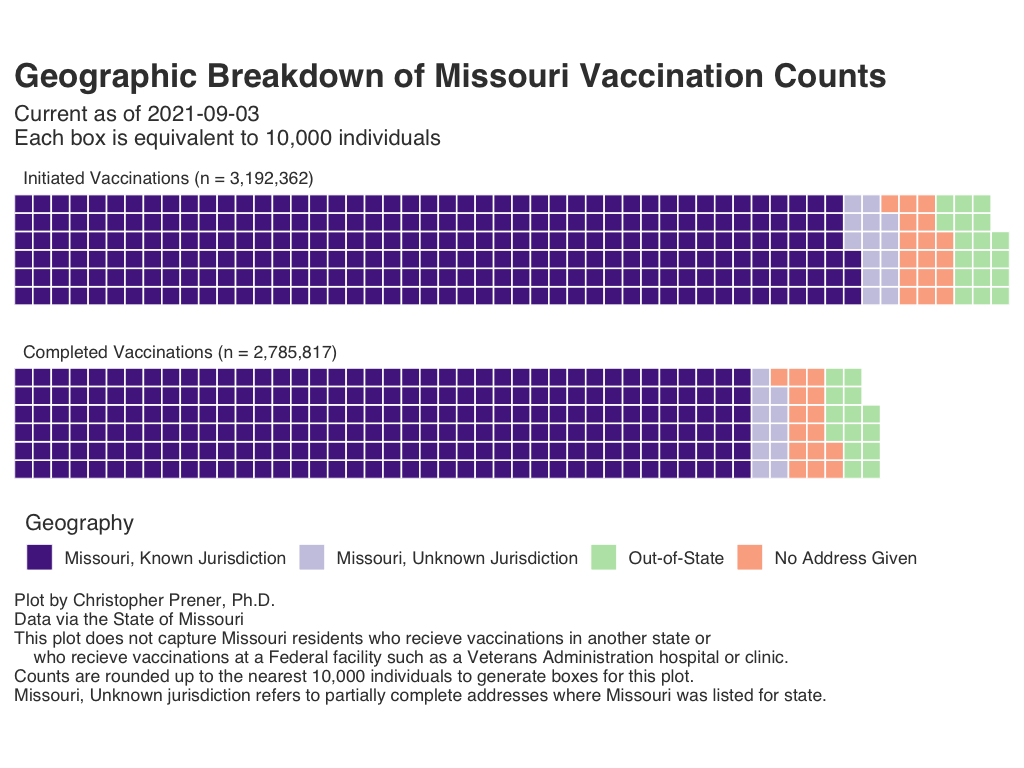 Geographic Breakdown of Missouri Vaccination Counts
Current as of 2021-09-03
Each box is equivalent to 10,000 individuals
Initiated Vaccinations (n = 3,192,362)
Completed Vaccinations (n = 2,785,817)
Geography
Missouri, Known Jurisdiction
Missouri, Unknown Jurisdiction
Out-of-State
No Address Given
Plot by Christopher Prener, Ph.D.
Data via the State of Missouri
This plot does not capture Missouri residents who recieve vaccinations in another state or
who recieve vaccinations at a Federal facility such as a Veterans Administration hospital or clinic.
Counts are rounded up to the nearest 10,000 individuals to generate boxes for this plot.
Missouri, Unknown jurisdiction refers to partially complete addresses where Missouri was listed for state.